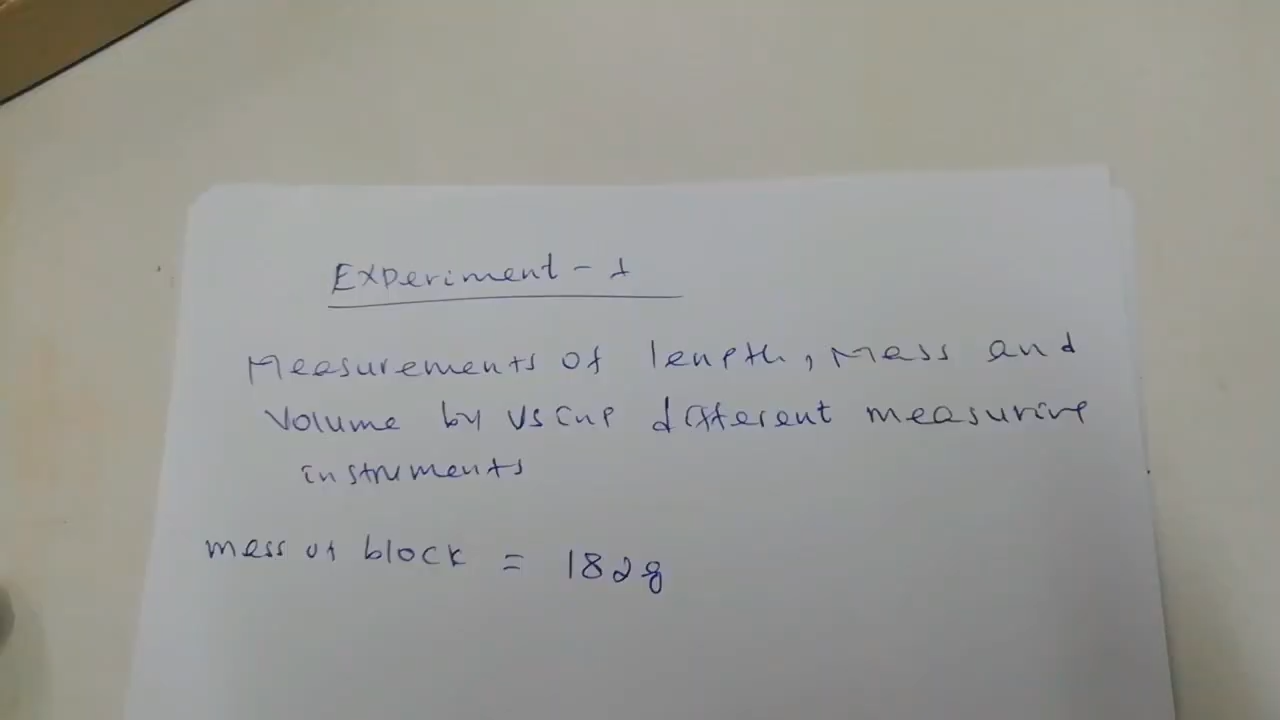 Experiment - 1
Measurements of length, Mass and
Volume by using different measuring
instruments
mass of block = 182g